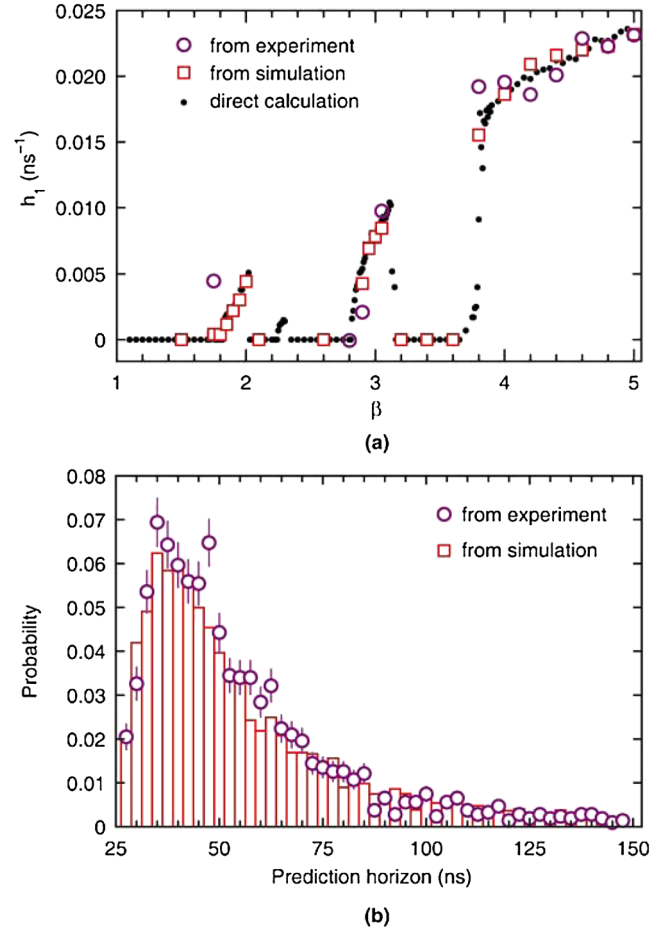 from experiment
from simulation
direct calculation
0.025
0.020
0.015
0.010
0.005
0
h₁ (ns⁻¹)
1 2 3 4 5
β
(a)
0.08
0.07
0.06
0.05
0.04
0.03
0.02
0.01
0
Probability
from experiment
from simulation
25 50 75 100 125 150
Prediction horizon (ns)
(b)